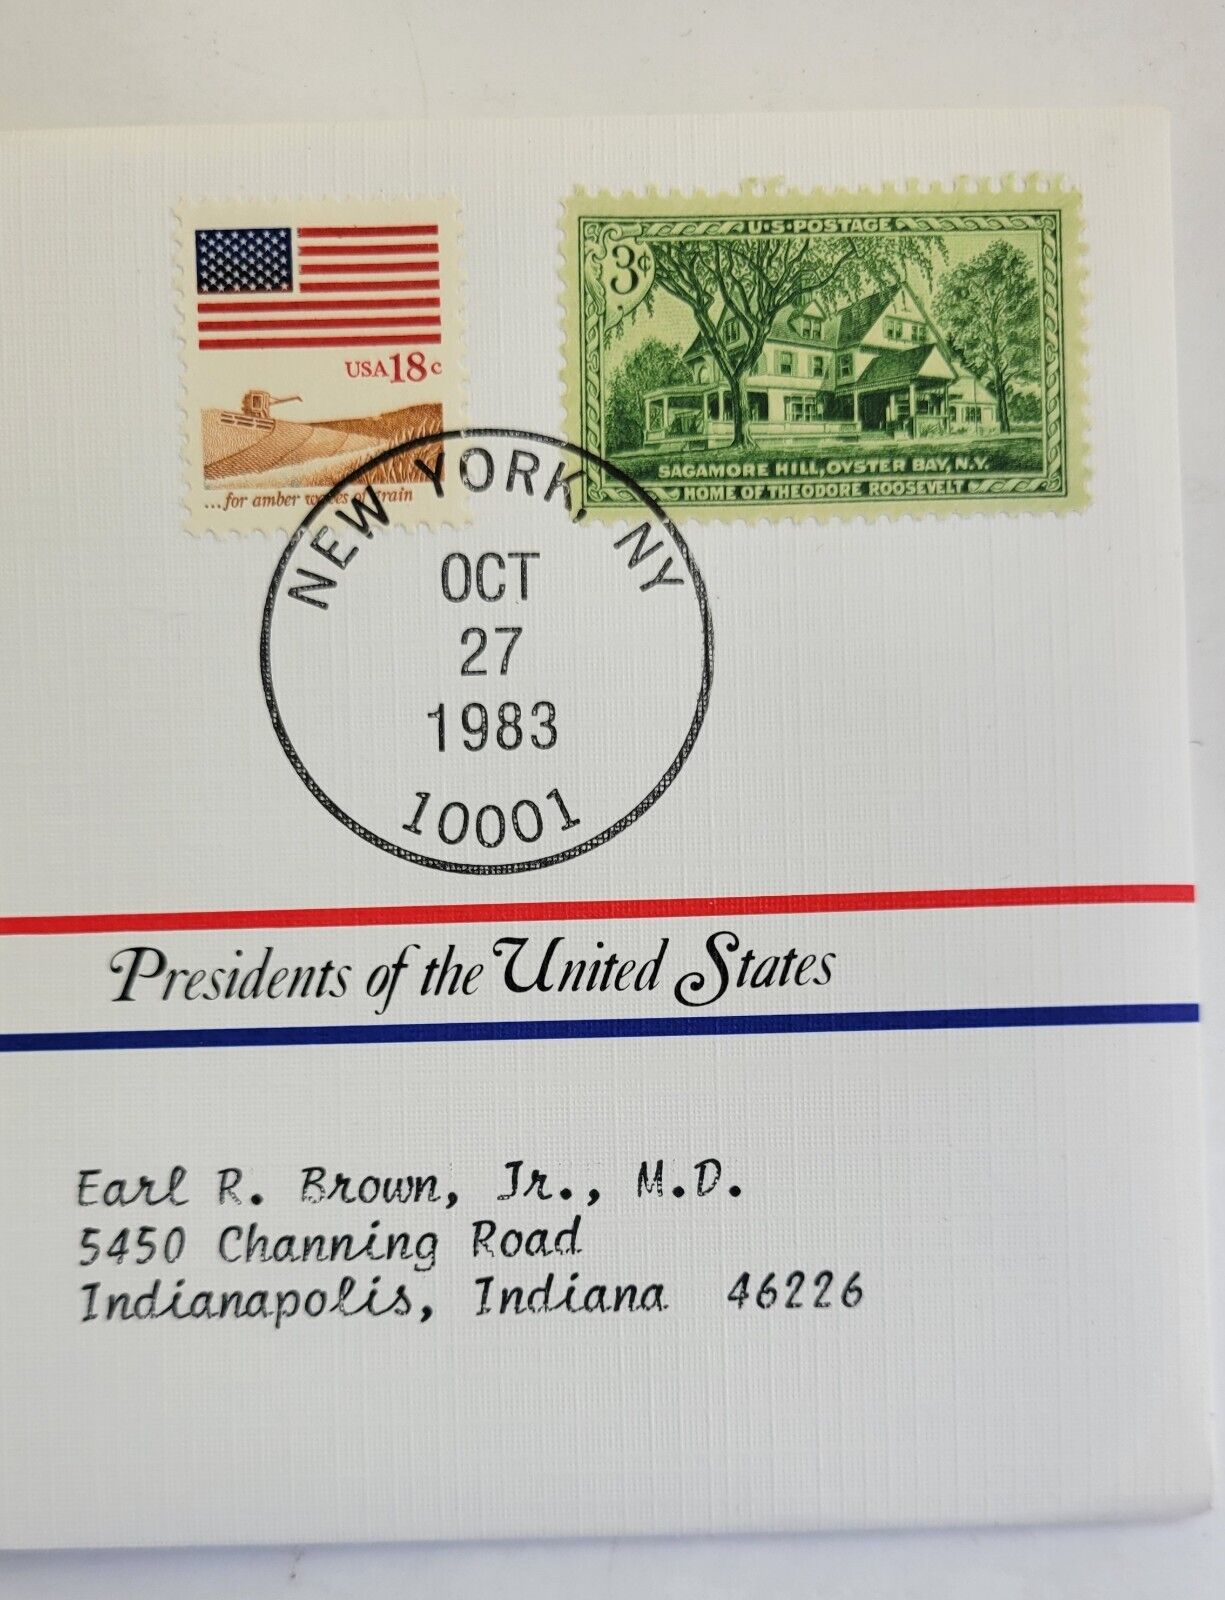 USA 18c
...for amber waves of grain
U·S·POSTAGE
3¢
SAGAMORE HILL, OYSTER BAY, N.Y.
HOME OF THEODORE ROOSEVELT
NEW YORK, NY
OCT
27
1983
10001
Presidents of the United States
Earl R. Brown, Jr., M.D.
5450 Channing Road
Indianapolis, Indiana 46226